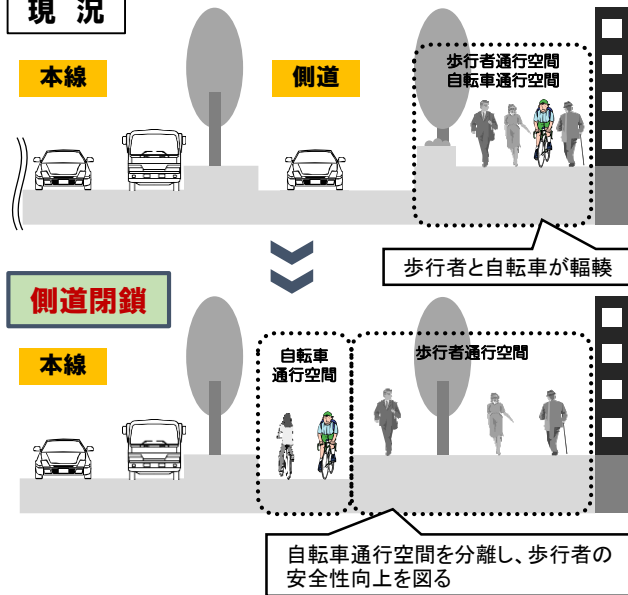 現 況
本線
側道
歩行者通行空間
自転車通行空間
歩行者と自転車が輻輳
側道閉鎖
本線
自転車
通行空間
歩行者通行空間
自転車通行空間を分離し、歩行者の
安全性向上を図る